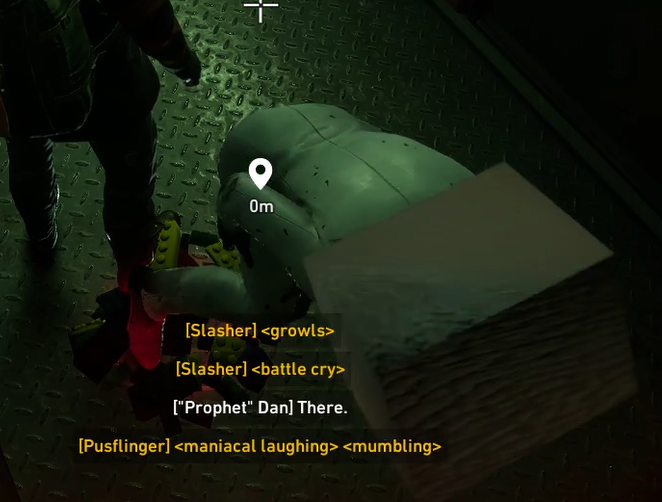 0m
[Slasher] <growls>
[Slasher] <battle cry>
["Prophet" Dan] There.
[Pusflinger] <maniacal laughing> <mumbling>